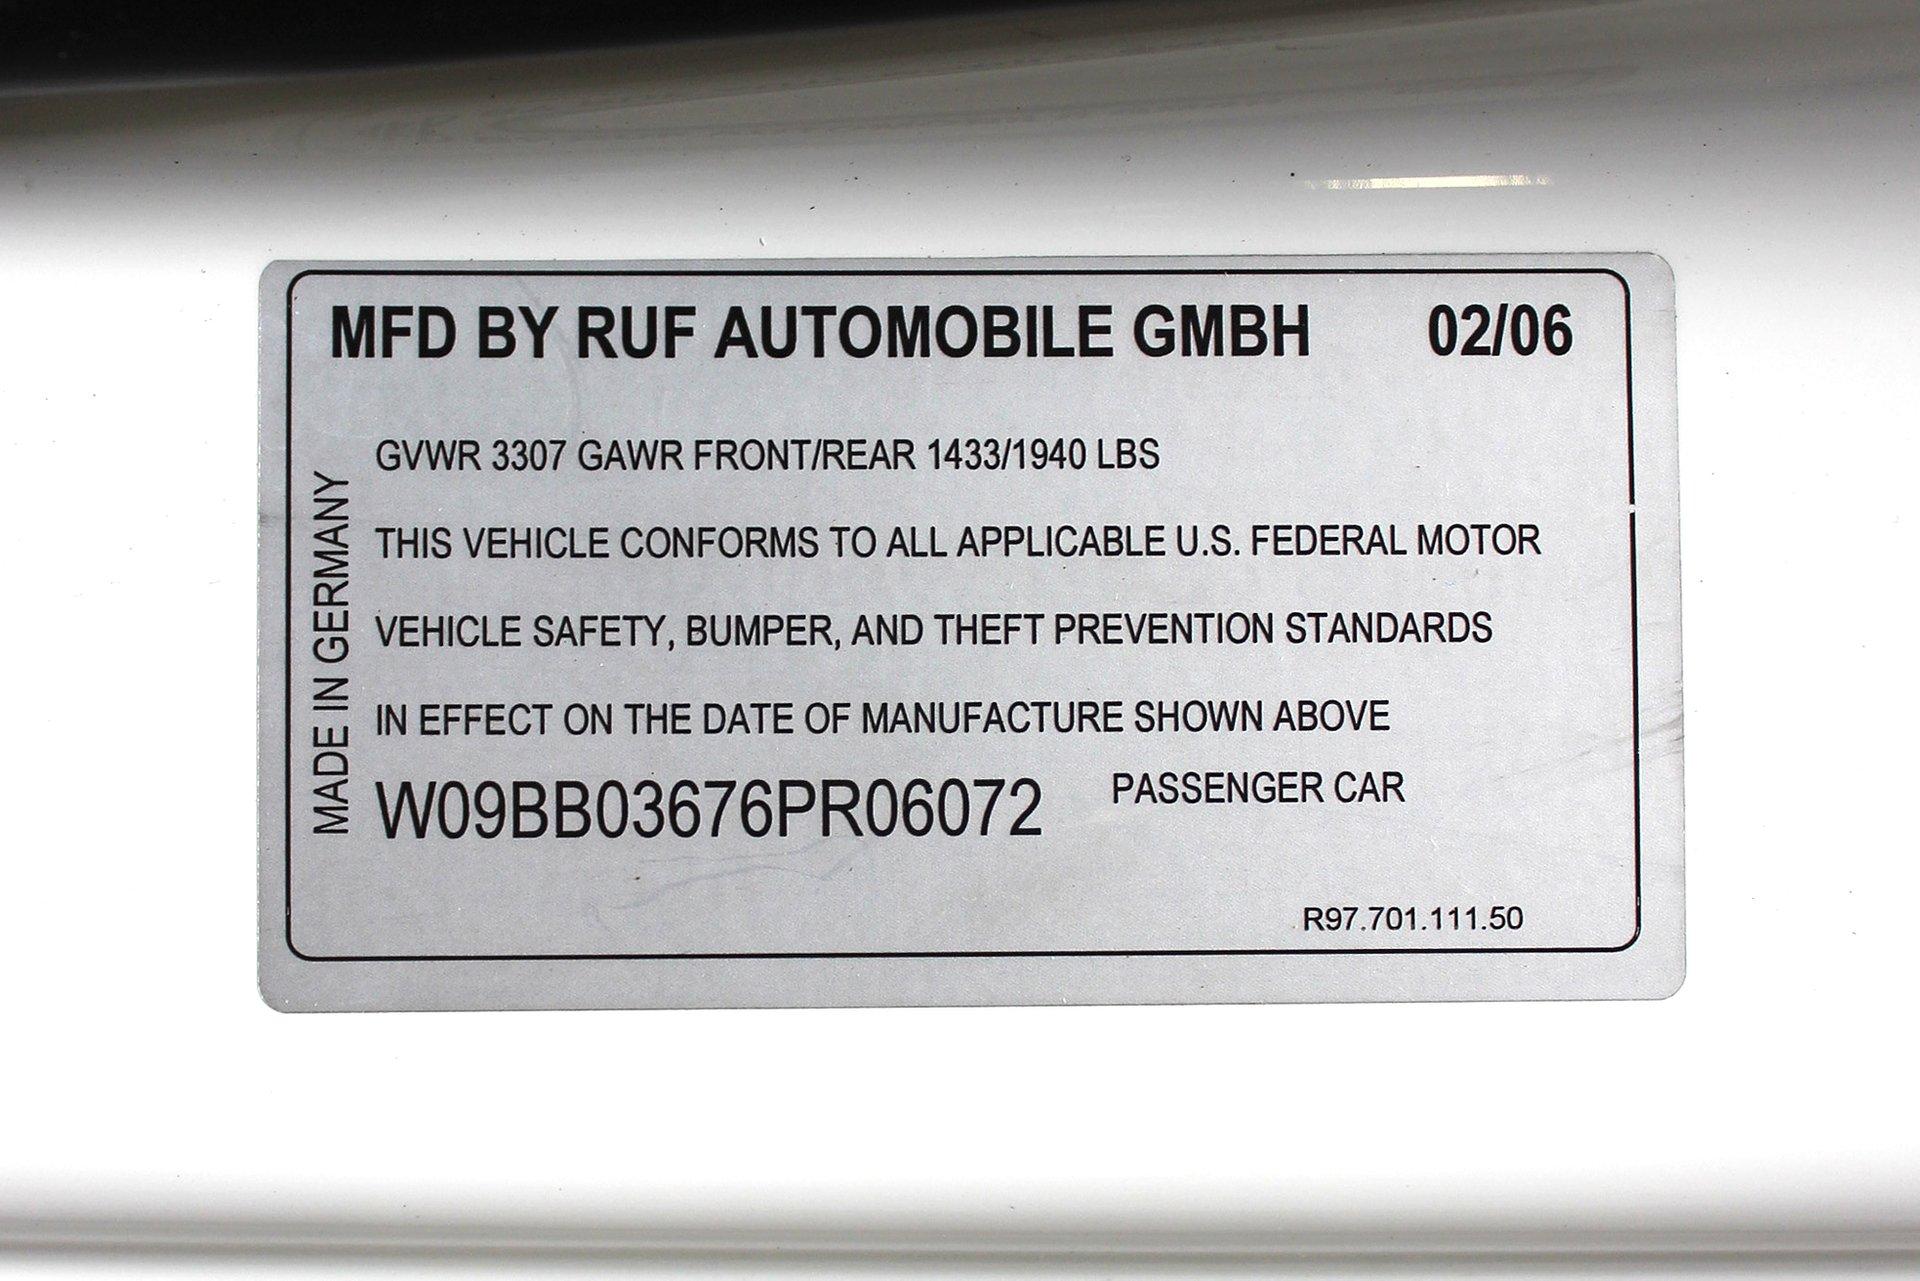 MFD BY RUF AUTOMOBILE GMBH 02/06
GVWR 3307 GAWR FRONT/REAR 1433/1940 LBS
THIS VEHICLE CONFORMS TO ALL APPLICABLE U.S. FEDERAL MOTOR
VEHICLE SAFETY, BUMPER, AND THEFT PREVENTION STANDARDS
IN EFFECT ON THE DATE OF MANUFACTURE SHOWN ABOVE
W09BB03676PR06072 PASSENGER CAR
R97.701.111.50
MADE IN GERMANY